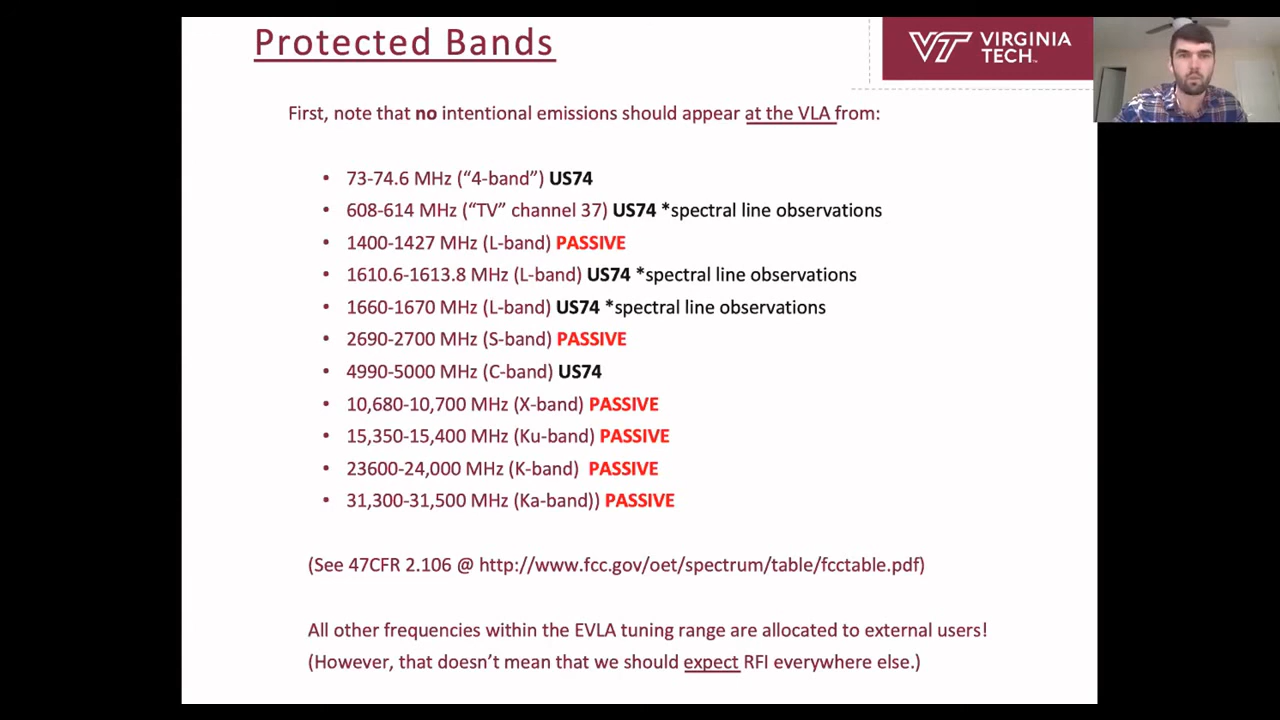 Protected Bands
VIRGINIA
TECH™
First, note that no intentional emissions should appear at the VLA from:
• 73-74.6 MHz (“4-band”) US74
• 608-614 MHz (“TV” channel 37) US74 *spectral line observations
• 1400-1427 MHz (L-band) PASSIVE
• 1610.6-1613.8 MHz (L-band) US74 *spectral line observations
• 1660-1670 MHz (L-band) US74 *spectral line observations
• 2690-2700 MHz (S-band) PASSIVE
• 4990-5000 MHz (C-band) US74
• 10,680-10,700 MHz (X-band) PASSIVE
• 15,350-15,400 MHz (Ku-band) PASSIVE
• 23600-24,000 MHz (K-band) PASSIVE
• 31,300-31,500 MHz (Ka-band)) PASSIVE
(See 47CFR 2.106 @ http://www.fcc.gov/oet/spectrum/table/fcctable.pdf)
All other frequencies within the EVLA tuning range are allocated to external users!
(However, that doesn’t mean that we should expect RFI everywhere else.)